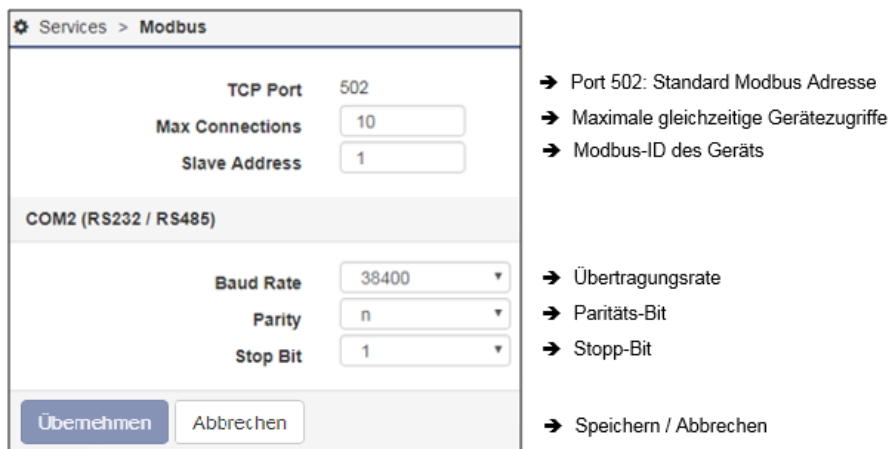 Services > Modbus
TCP Port 502 ➔ Port 502: Standard Modbus Adresse
Max Connections 10 ➔ Maximale gleichzeitige Gerätezugriffe
Slave Address 1 ➔ Modbus-ID des Geräts
COM2 (RS232 / RS485)
Baud Rate 38400 ➔ Übertragungsrate
Parity n ➔ Paritäts-Bit
Stop Bit 1 ➔ Stopp-Bit
Übernehmen Abbrechen ➔ Speichern / Abbrechen